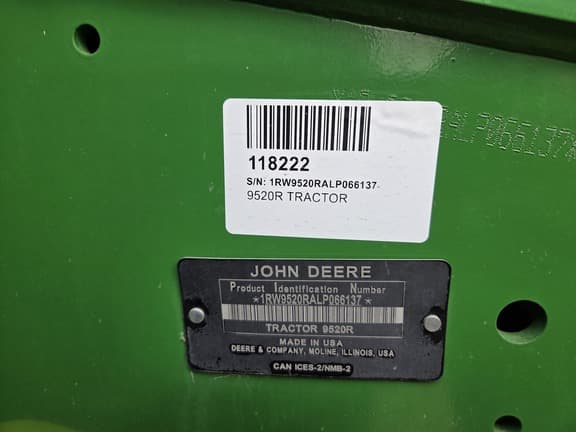 118222
S/N: 1RW9520RALP066137
9520R TRACTOR
JOHN DEERE
Product Identification Number
*1RW9520RALP066137*
TRACTOR 9520R
MADE IN USA
DEERE & COMPANY, MOLINE, ILLINOIS, USA
CAN ICES-2/NMB-2